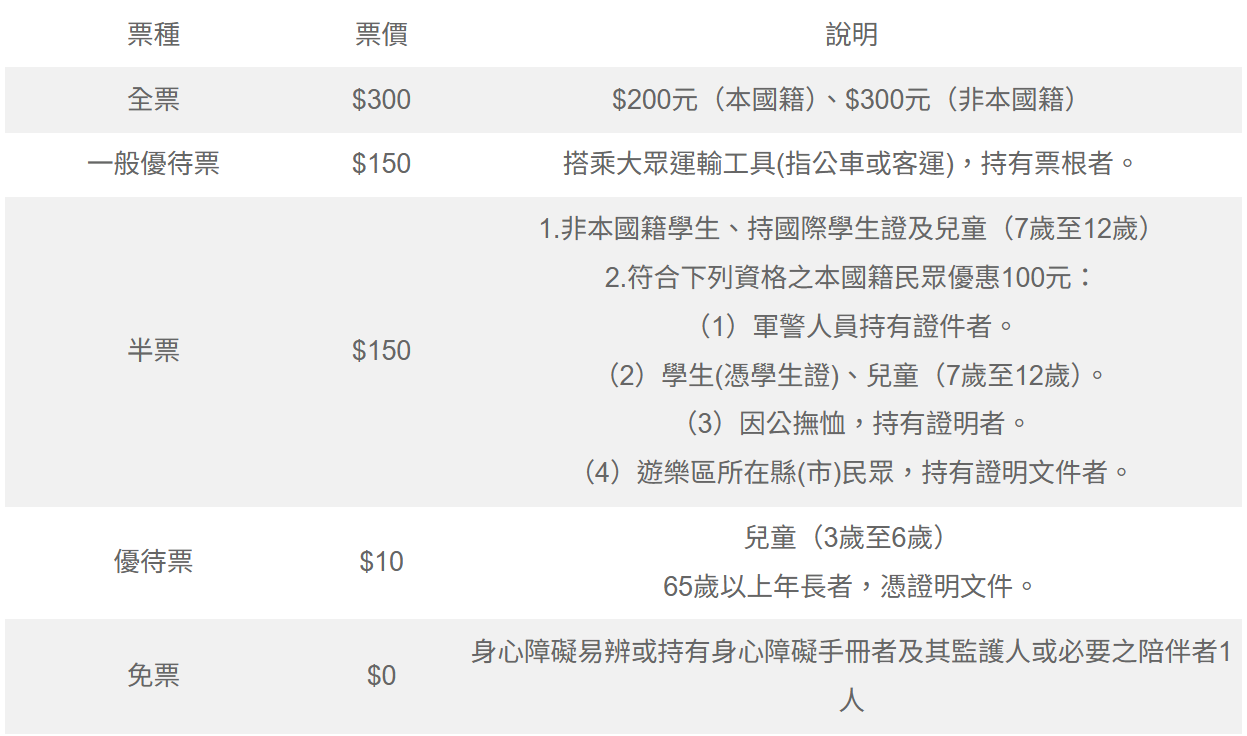 票種 票價 說明
全票 $300 $200元（本國�）、$300元（非本國籍）
一般優待票 $150 搭乘大眾運輸工具(指公車或客運)，持有票根者。
1.非本國籍學生、持國際學生證及兒童（7歲至12歲）
2.符合下列資格之本國籍民眾優惠100元：
（1）軍警人員持有證件者。
半票 $150
（2）學生(憑學生證)、兒童（7歲至12歲）。
（3）因公撫恤，持有證明者。
（4）遊樂區所在縣(市)民眾，持有證明文件者。
優待票 $10
兒童（3歲至6歲）
65歲以上年長者，憑證明文件。
免票 $0
身心障礙易辨或持有身心障礙手冊者及其監護人或必要之陪伴者1
人